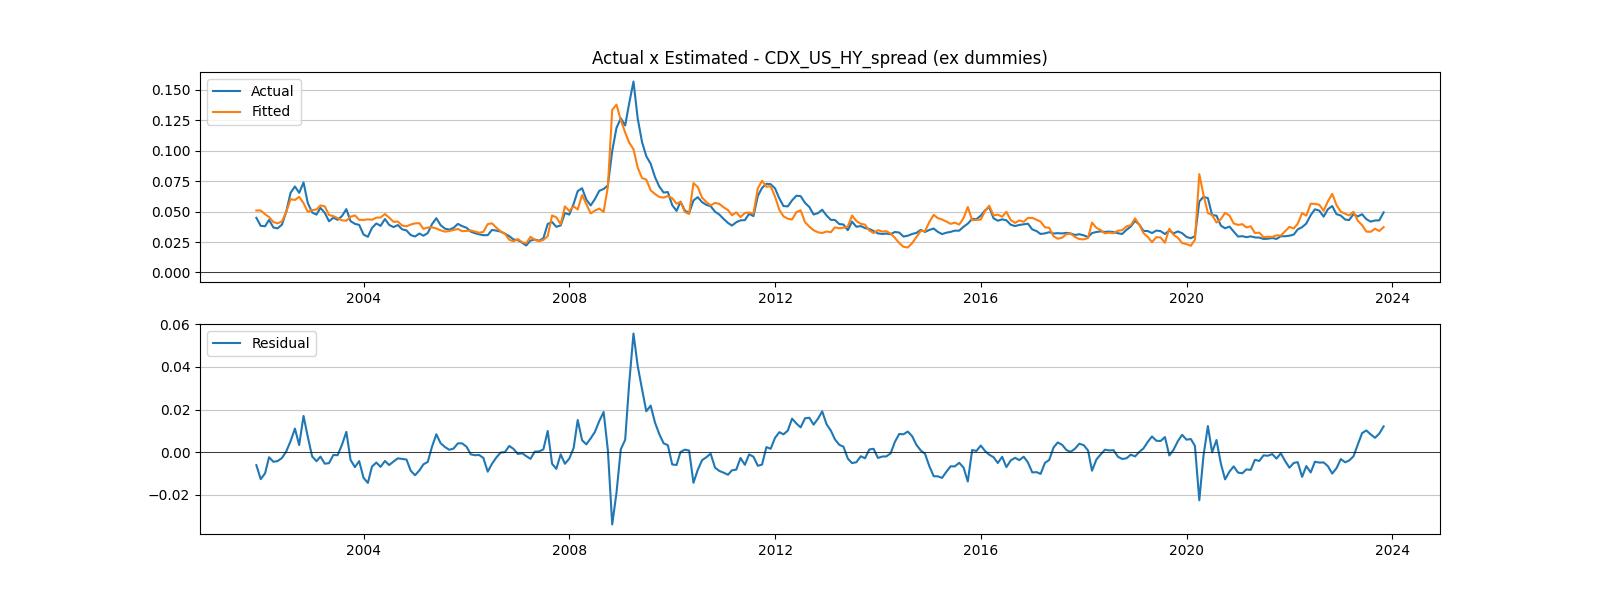 Actual x Estimated - CDX_US_HY_spread (ex dummies)
Actual
Fitted
0.150
0.125
0.100
0.075
0.050
0.025
0.000
2004 2008 2012 2016 2020 2024
Residual
0.06
0.04
0.02
0.00
−0.02
2004 2008 2012 2016 2020 2024